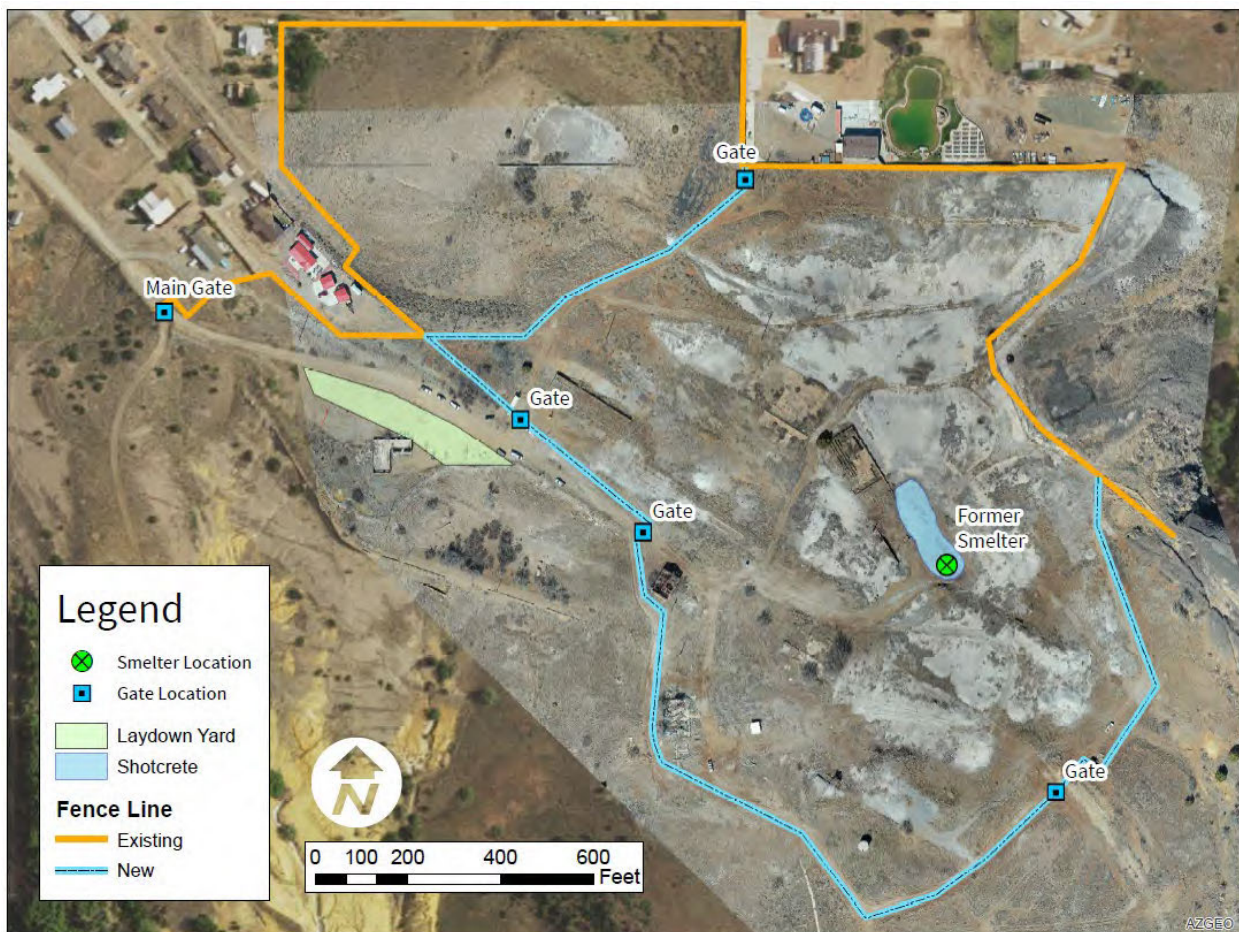 Gate
Main Gate
Gate
Gate
Former
Smelter
Gate
Legend
Smelter Location
Gate Location
Laydown Yard
Shotcrete
Fence Line
Existing
New
N
0 100 200 400 600
Feet
AZGEO